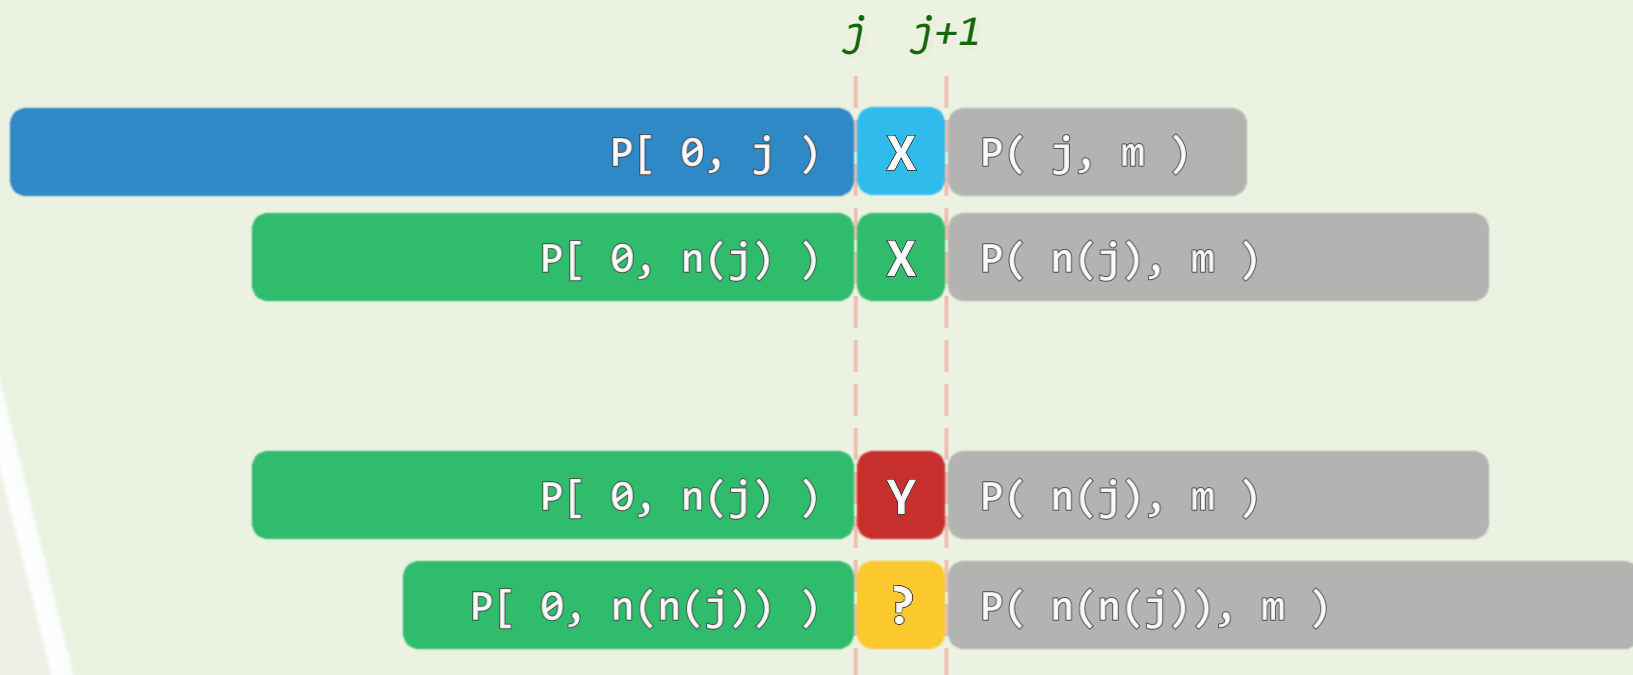 j j+1
P[ 0, j ) X P( j, m )
P[ 0, n(j) ) X P( n(j), m )
P[ 0, n(j) ) Y P( n(j), m )
P[ 0, n(n(j)) ) ? P( n(n(j)), m )